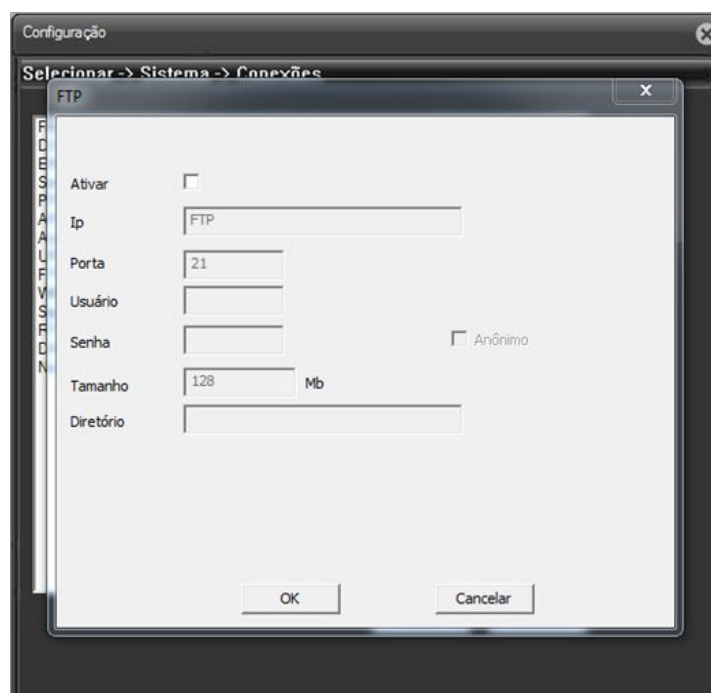 Configuração
Selecionar -> Sistema -> Conexões
FTP
x
F
D
E
S
P
A
A
U
F
W
S
R
D
N
Ativar
Ip FTP
Porta 21
Usuário
Senha Anônimo
Tamanho 128 Mb
Diretório
OK Cancelar